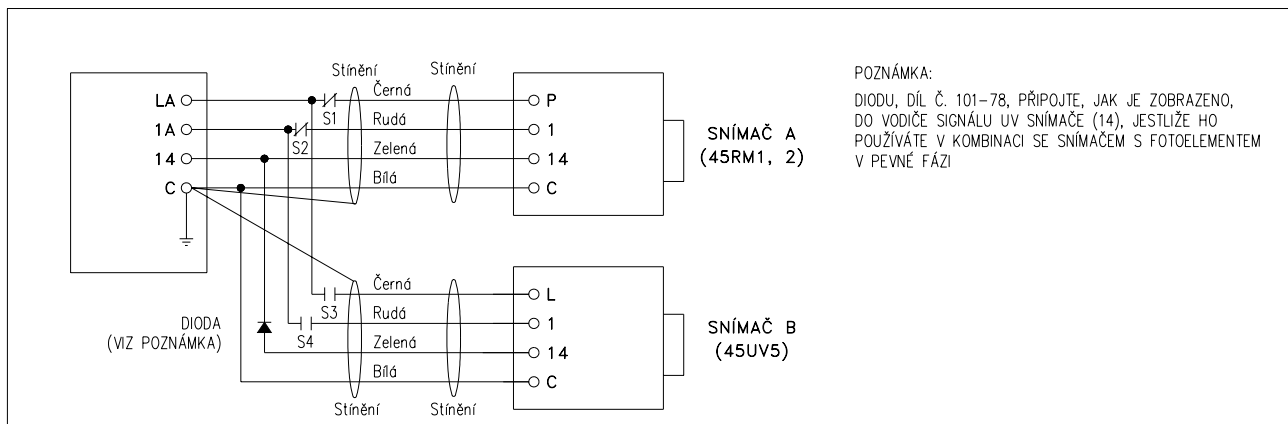 Stínění
Stínění
Černá
LA
P
S1
Rudá
1A
1
S2
SNÍMAČ A
(45RM1, 2)
Zelená
14
14
Bílá
C
C
POZNÁMKA:
DIODU, DÍL Č. 101-78, PŘIPOJTE, JAK JE ZOBRAZENO,
DO VODIČE SIGNÁLU UV SNÍMAČE (14), JESTLIŽE HO
POUŽÍVÁTE V KOMBINACI SE SNÍMAČEM S FOTOELEMENTEM
V PEVNÉ FÁZI
Černá
L
S3
Rudá
1
S4
DIODA
(VIZ POZNÁMKA)
SNÍMAČ B
(45UV5)
Zelená
14
Bílá
C
Stínění
Stínění